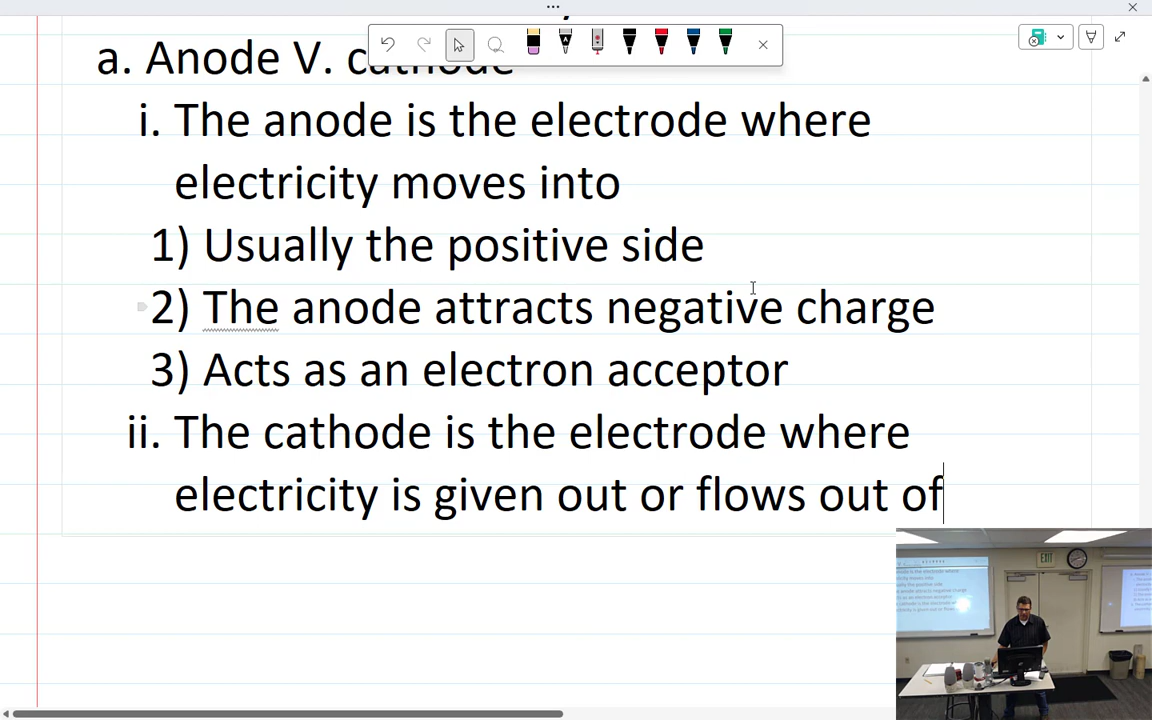 a. Anode V. cathode
i. The anode is the electrode where
electricity moves into
1) Usually the positive side
2) The anode attracts negative charge
3) Acts as an electron acceptor
ii. The cathode is the electrode where
electricity is given out or flows out of
EXIT